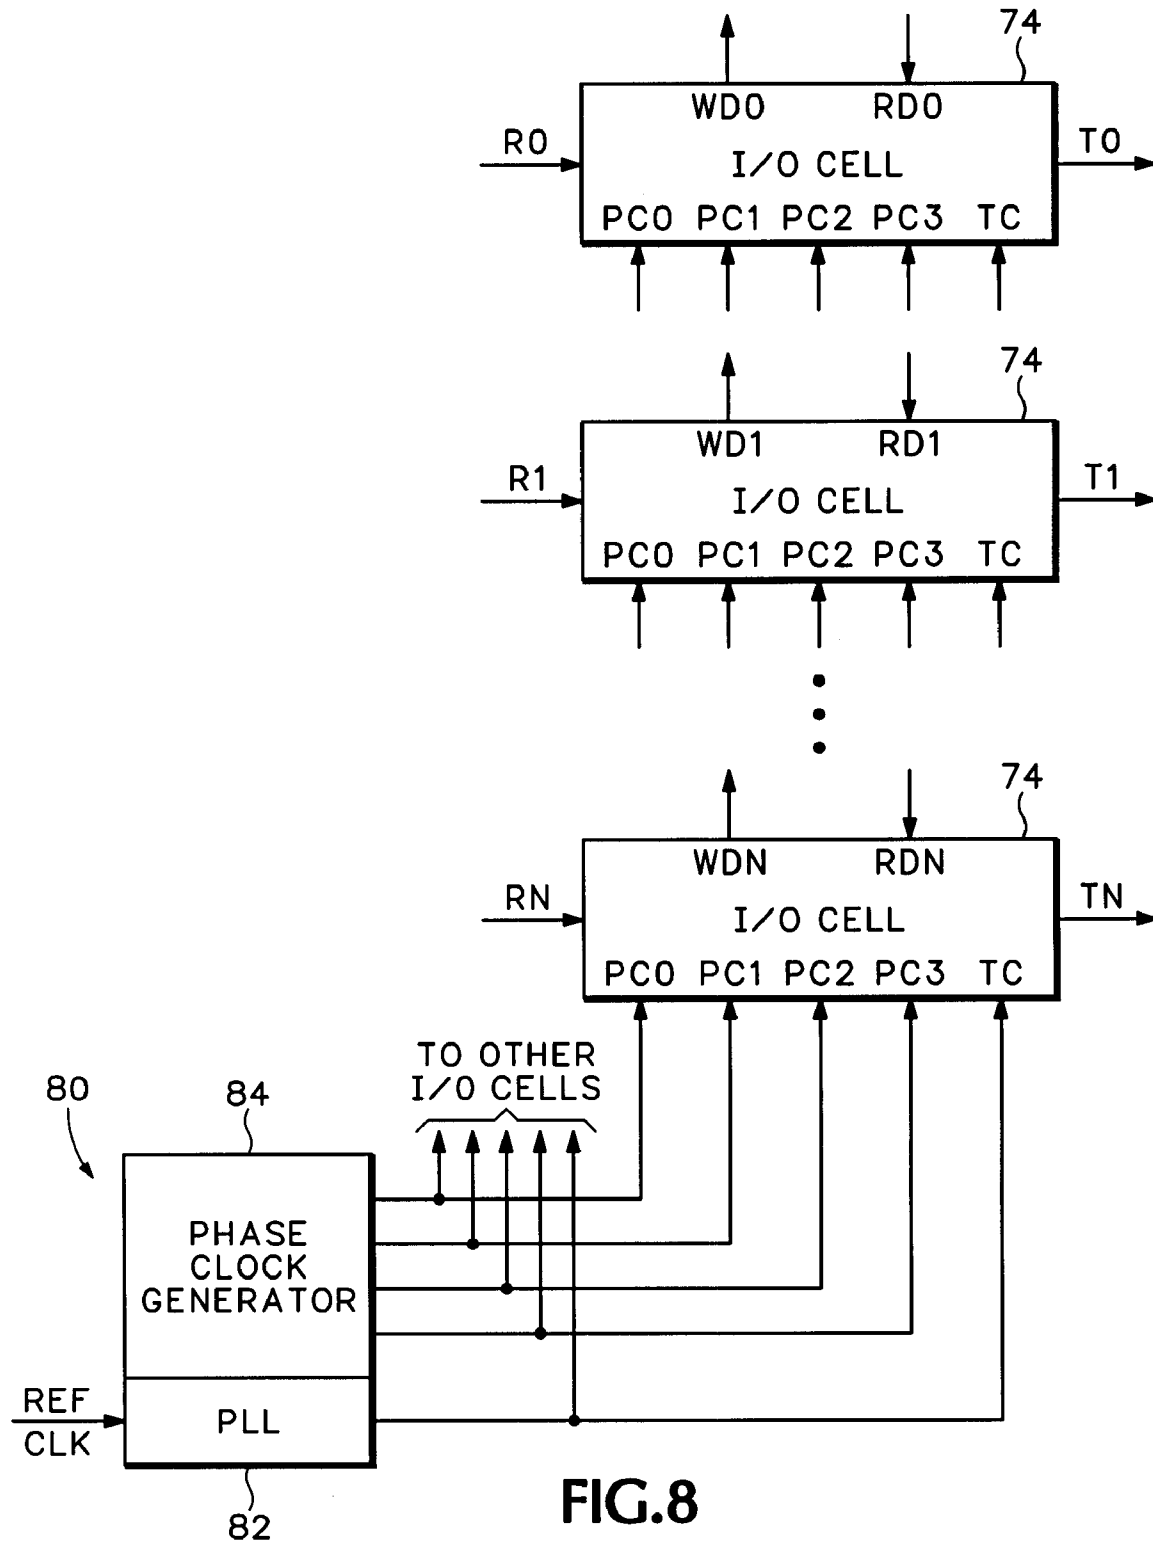 74
WD0 RD0
R0 I/O CELL T0
PC0 PC1 PC2 PC3 TC
74
WD1 RD1
R1 I/O CELL T1
PC0 PC1 PC2 PC3 TC
74
WDN RDN
RN I/O CELL TN
PC0 PC1 PC2 PC3 TC
TO OTHER
I/O CELLS
80
84
PHASE
CLOCK
GENERATOR
REF
CLK
PLL
82
FIG.8